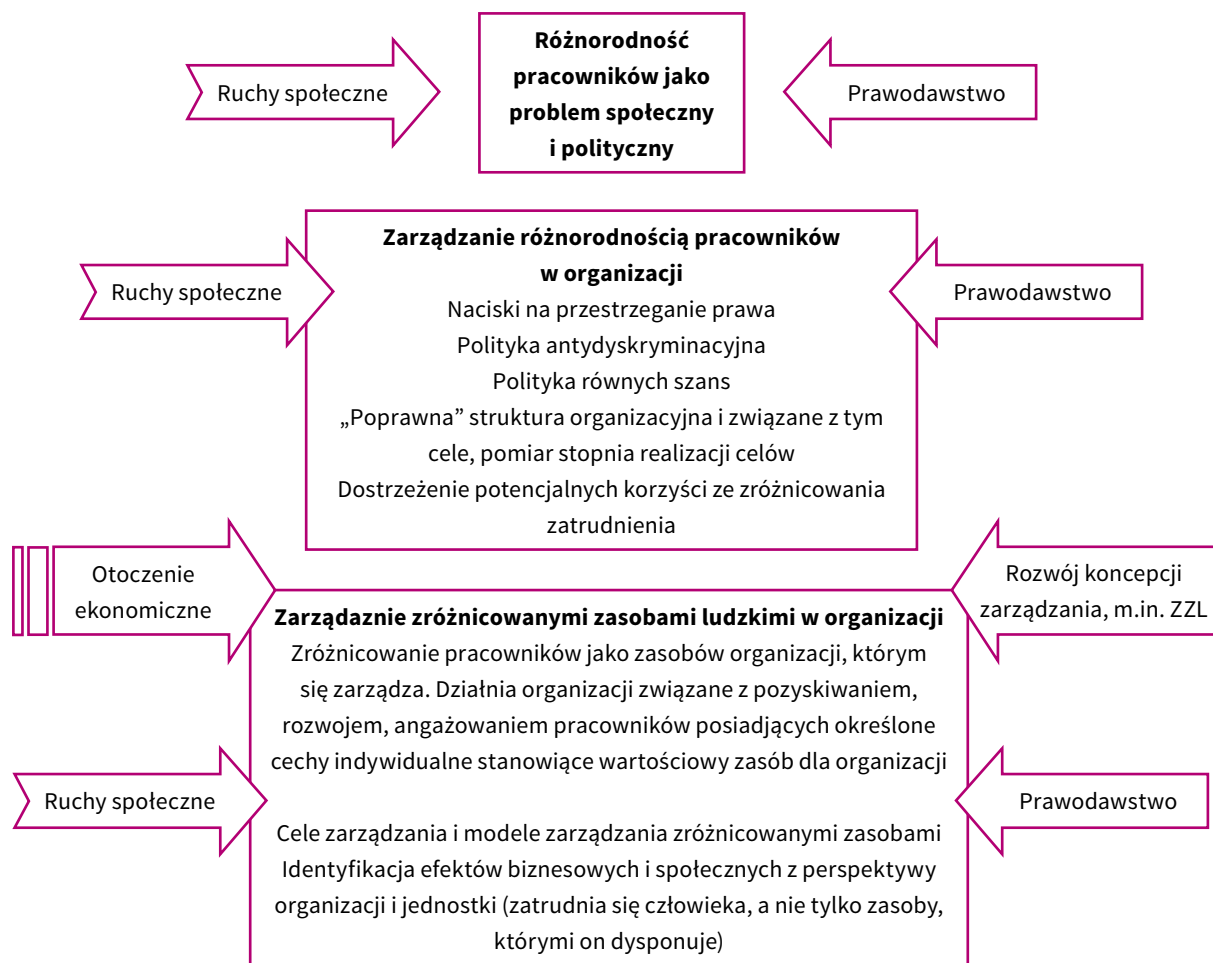 Różnorodność
pracowników jako
problem społeczny
i polityczny
Ruchy społeczne
Prawodawstwo
Zarządzanie różnorodnością pracowników
w organizacji
Naciski na przestrzeganie prawa
Polityka antydyskryminacyjna
Polityka równych szans
„Poprawna” struktura organizacyjna i związane z tym
cele, pomiar stopnia realizacji celów
Dostrzeżenie potencjalnych korzyści ze zróżnicowania
zatrudnienia
Ruchy społeczne
Prawodawstwo
Otoczenie
ekonomiczne
Rozwój koncepcji
zarządzania, m.in. ZZL
Zarządaznie zróżnicowanymi zasobami ludzkimi w organizacji
Zróżnicowanie pracowników jako zasobów organizacji, którym
się zarządza. Działnia organizacji związane z pozyskiwaniem,
rozwojem, angażowaniem pracowników posiadjących określone
cechy indywidualne stanowiące wartościowy zasób dla organizacji
Ruchy społeczne
Prawodawstwo
Cele zarządzania i modele zarządzania zróżnicowanymi zasobami
Identyfikacja efektów biznesowych i społecznych z perspektywy
organizacji i jednostki (zatrudnia się człowieka, a nie tylko zasoby,
którymi on dysponuje)